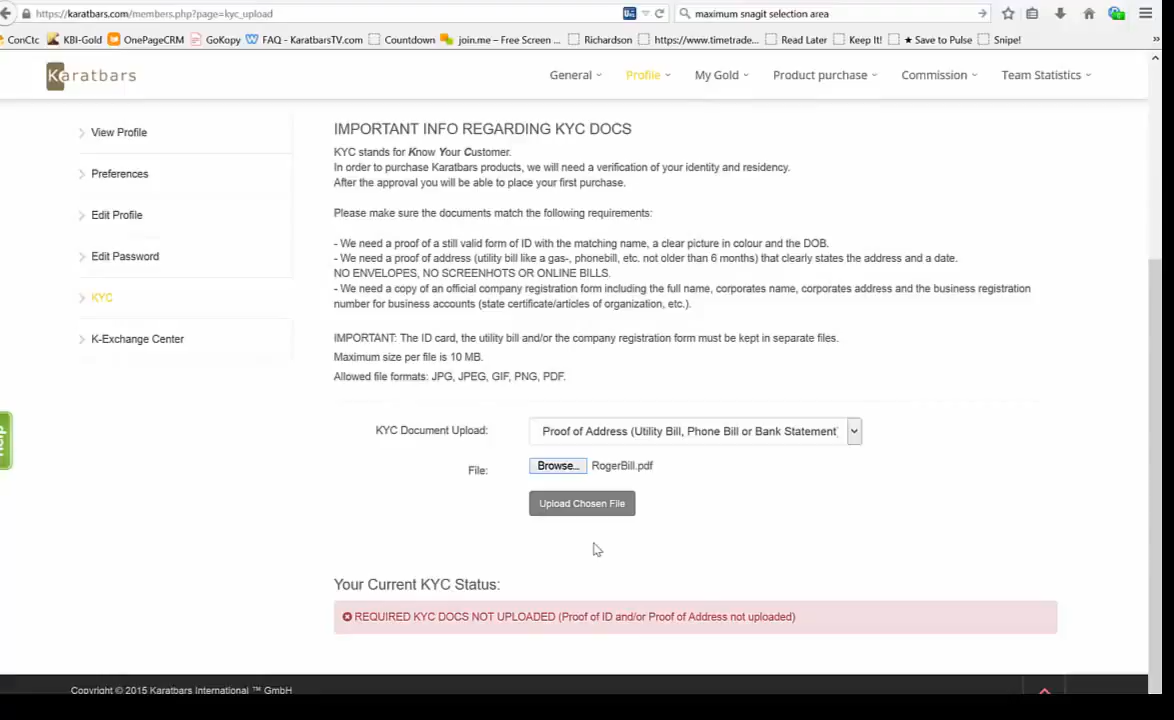 https://karatbars.com/members.php?page=kyc_upload
maximum snagit selection area
ConCtc KBI-Gold OnePageCRM GoKopy FAQ - KaratbarsTV.com Countdown join.me – Free Screen ... Richardson https://www.timetrade... Read Later Keep It! ★ Save to Pulse Snipe! »
Karatbars
General Profile My Gold Product purchase Commission Team Statistics
View Profile
Preferences
Edit Profile
Edit Password
KYC
K-Exchange Center
Help
IMPORTANT INFO REGARDING KYC DOCS
KYC stands for Know Your Customer.
In order to purchase Karatbars products, we will need a verification of your identity and residency.
After the approval you will be able to place your first purchase.
Please make sure the documents match the following requirements:
- We need a proof of a still valid form of ID with the matching name, a clear picture in colour and the DOB.
- We need a proof of address (utility bill like a gas-, phonebill, etc. not older than 6 months) that clearly states the address and a date.
NO ENVELOPES, NO SCREENHOTS OR ONLINE BILLS.
- We need a copy of an official company registration form including the full name, corporates name, corporates address and the business registration
number for business accounts (state certificate/articles of organization, etc.).
IMPORTANT: The ID card, the utility bill and/or the company registration form must be kept in separate files.
Maximum size per file is 10 MB.
Allowed file formats: JPG, JPEG, GIF, PNG, PDF.
KYC Document Upload: Proof of Address (Utility Bill, Phone Bill or Bank Statement)
File: Browse... RogerBill.pdf
Upload Chosen File
Your Current KYC Status:
REQUIRED KYC DOCS NOT UPLOADED (Proof of ID and/or Proof of Address not uploaded)
Copyright © 2015 Karatbars International ™ GmbH